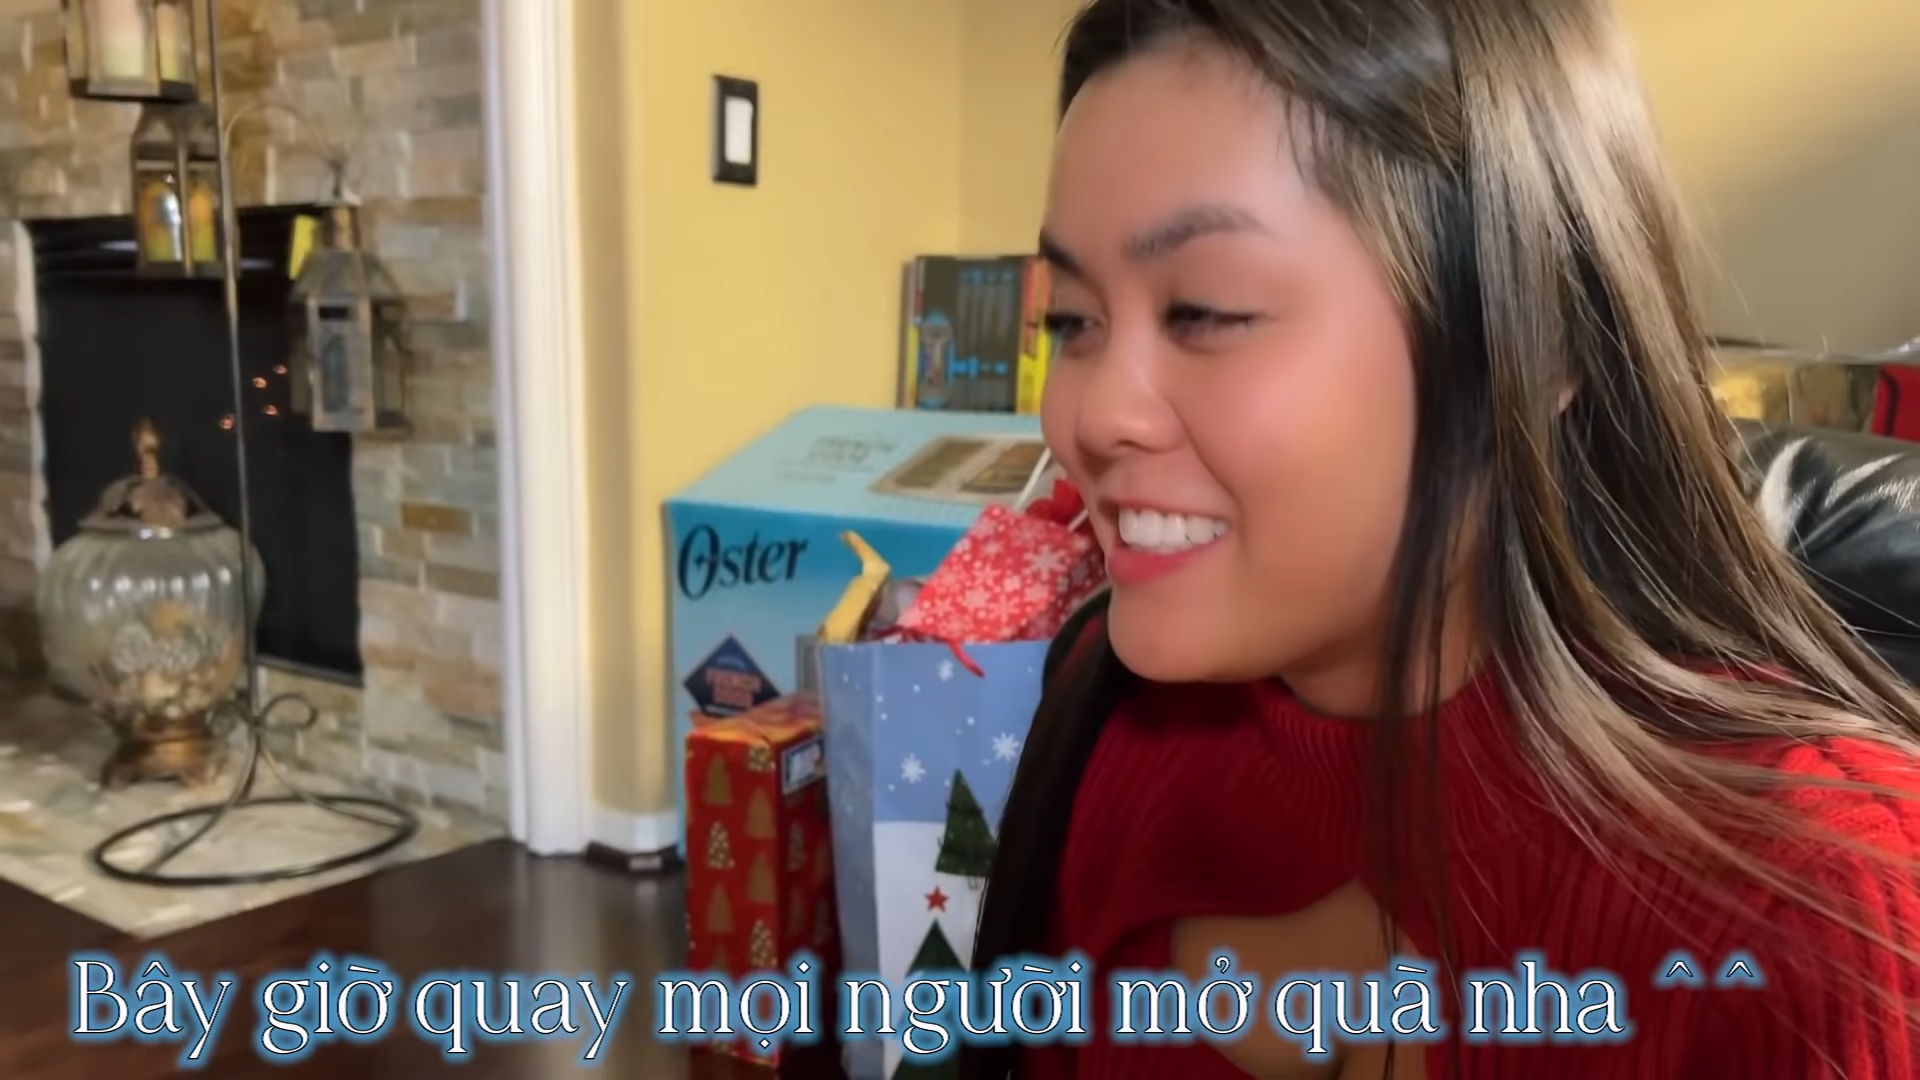 Oster
Bây giờ quay mọi người mở quà nha ^^